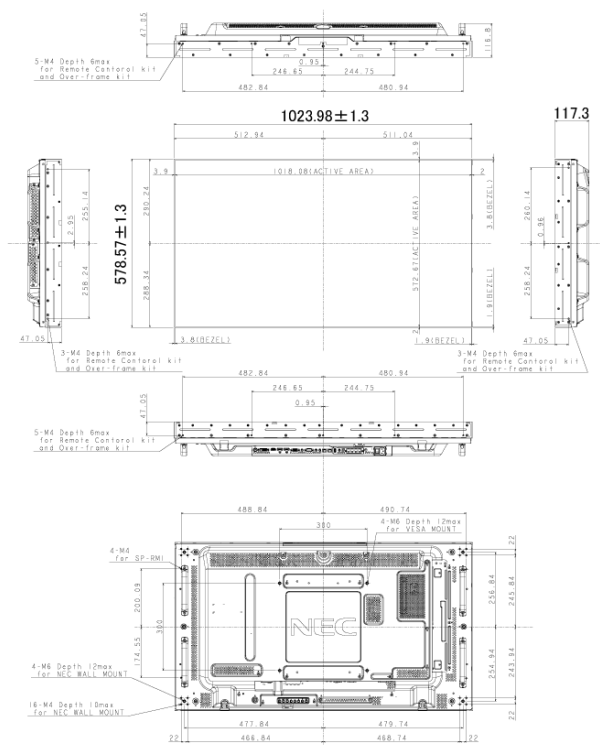 47.05
118.8
5-M4 Depth 6max
for Remote Cantorol kit
and Over-frame kit
0.95
246.65
244.75
482.84
480.94
1023.98±1.3
117.3
512.94
511.04
3.9
3.9
1018.08(ACTIVE AREA)
2
255.14
2.95
258.24
47.05
578.57±1.3
290.24
288.34
572.67(ACTIVE AREA)
3.8(BEZEL)
1.9(BEZEL)
2
3.8(BEZEL)
1.9(BEZEL)
260.14
0.96
258.24
47.05
3-M4 Depth 6max
for Remote Contorol kit
and Over-frame kit
3-M4 Depth 6max
for Remote Contorol kit
and Over-frame kit
482.84
480.94
246.65
244.75
0.95
47.05
5-M4 Depth 6max
for Remote Cantorol kit
and Over-frame kit
488.84
490.74
300
4-M6 Depth 12max
for VESA MOUNT
22
4-M4
for SP-RM1
200.09
300
174.55
NEC
256.84
245.84
254.94
243.94
22
4-M6 Depth 12max
for NEC WALL MOUNT
16-M4 Depth 10max
for NEC WALL MOUNT
477.84
479.74
22
466.84
468.74
22